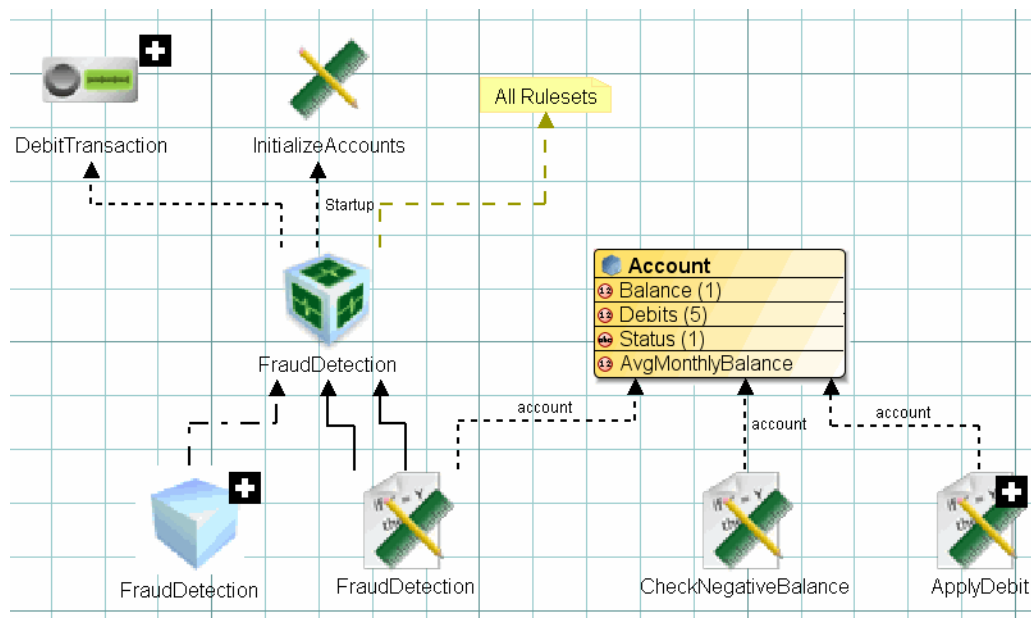 All Rulesets
DebitTransaction
InitializeAccounts
Startup
Account
Balance (1)
Debits (5)
Status (1)
AvgMonthlyBalance
FraudDetection
account
account
account
FraudDetection
FraudDetection
CheckNegativeBalance
ApplyDebit